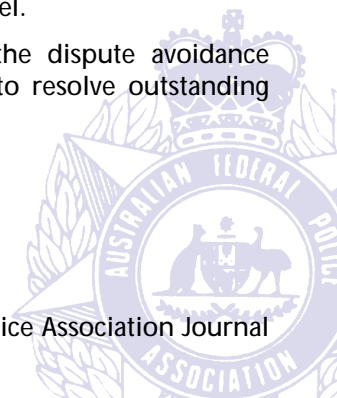 el.
the dispute avoidance
to resolve outstanding
AUSTRALIAN FEDERAL POLICE
ASSOCIATION
ice Association Journal